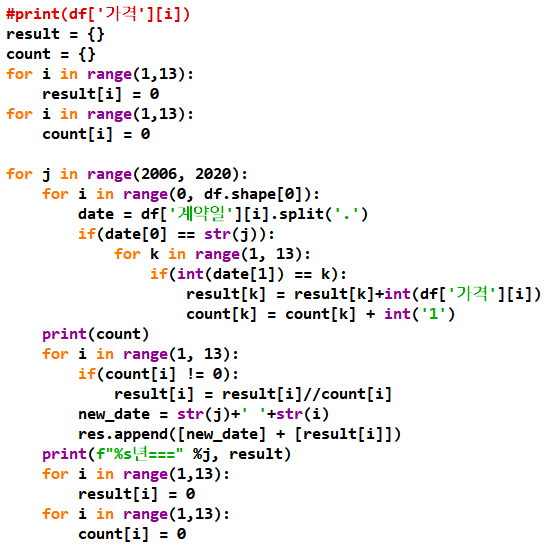 #print(df['가격'][i])
result = {}
count = {}
for i in range(1,13):
    result[i] = 0
for i in range(1,13):
    count[i] = 0

for j in range(2006, 2020):
    for i in range(0, df.shape[0]):
        date = df['계약일'][i].split('.')
        if(date[0] == str(j)):
            for k in range(1, 13):
                if(int(date[1]) == k):
                    result[k] = result[k]+int(df['가격'][i])
                    count[k] = count[k] + int('1')
    print(count)
    for i in range(1, 13):
        if(count[i] != 0):
            result[i] = result[i]//count[i]
        new_date = str(j)+' '+str(i)
        res.append([new_date] + [result[i]])
    print(f"%s년===" %j, result)
    for i in range(1,13):
        result[i] = 0
    for i in range(1,13):
        count[i] = 0